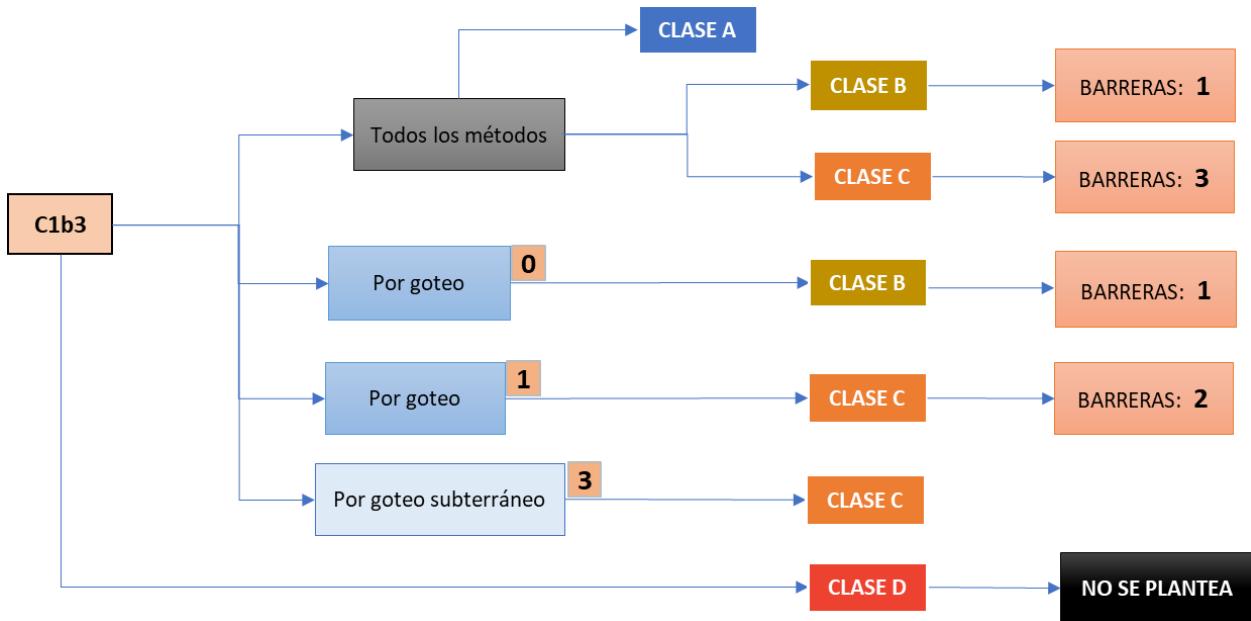 CLASE A
CLASE B
BARRERAS: 1
Todos los métodos
CLASE C
BARRERAS: 3
C1b3
0
Por goteo
CLASE B
BARRERAS: 1
1
Por goteo
CLASE C
BARRERAS: 2
3
Por goteo subterráneo
CLASE C
CLASE D
NO SE PLANTEA